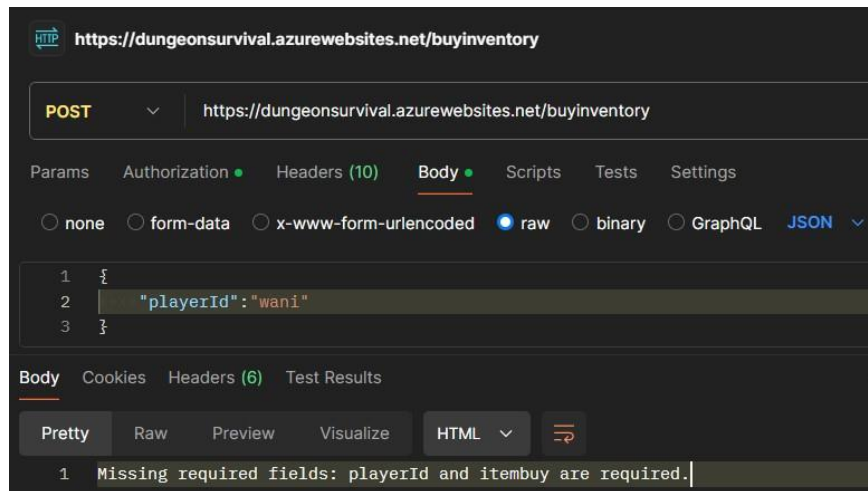 HTTP https://dungeonsurvival.azurewebsites.net/buyinventory
POST https://dungeonsurvival.azurewebsites.net/buyinventory
Params Authorization Headers (10) Body Scripts Tests Settings
none form-data x-www-form-urlencoded raw binary GraphQL JSON
1 {
2 "playerId":"wani"
3 }
Body Cookies Headers (6) Test Results
Pretty Raw Preview Visualize HTML
1 Missing required fields: playerId and itembuy are required.